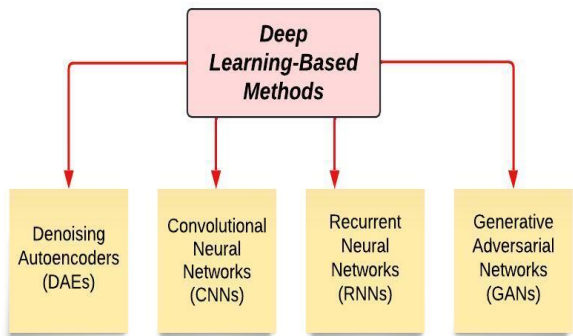 Deep
Learning-Based
Methods
Denoising
Autoencoders
(DAEs)
Convolutional
Neural
Networks
(CNNs)
Recurrent
Neural
Networks
(RNNs)
Generative
Adversarial
Networks
(GANs)